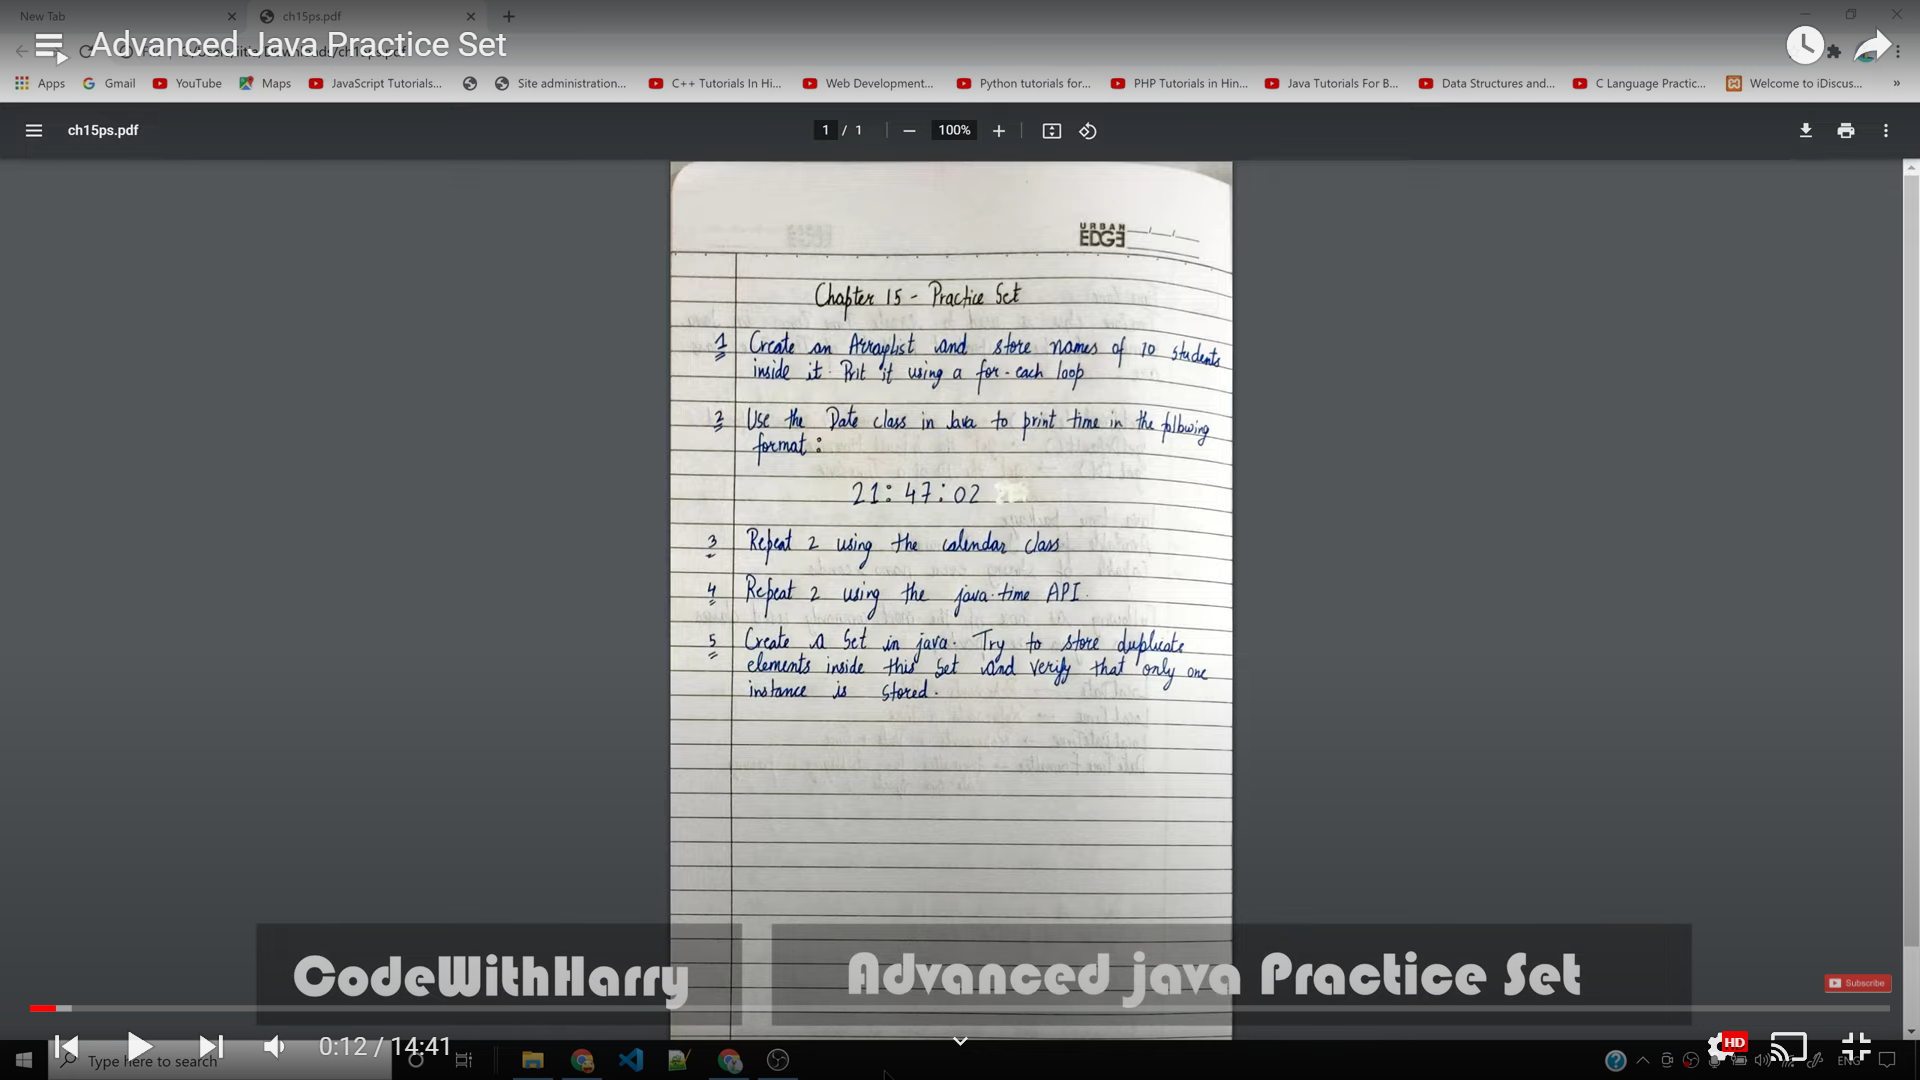 New Tab
ch15ps.pdf
Advanced Java Practice Set
Apps
Gmail
YouTube
Maps
JavaScript Tutorials...
Site administration...
C++ Tutorials In Hi...
Web Development...
Python tutorials for...
PHP Tutorials in Hin...
Java Tutorials For B...
Data Structures and...
C Language Practic...
Welcome to iDiscus...
»
ch15ps.pdf
1 / 1
100%
URBAN
EDGE
Chapter 15 - Practice Set
1 Create an Arraylist and store names of 10 students
inside it. Prit it using a for-each loop
2 Use the Date class in Java to print time in the following
format :
21 : 47 : 02
3 Repeat 2 using the calendar class
4 Repeat 2 using the java.time API.
5 Create a Set in java. Try to store duplicate
elements inside this Set and verify that only one
instance is stored.
CodeWithHarry
Advanced java Practice Set
Subscribe
0:12 / 14:41
HD
Type here to search
ENG